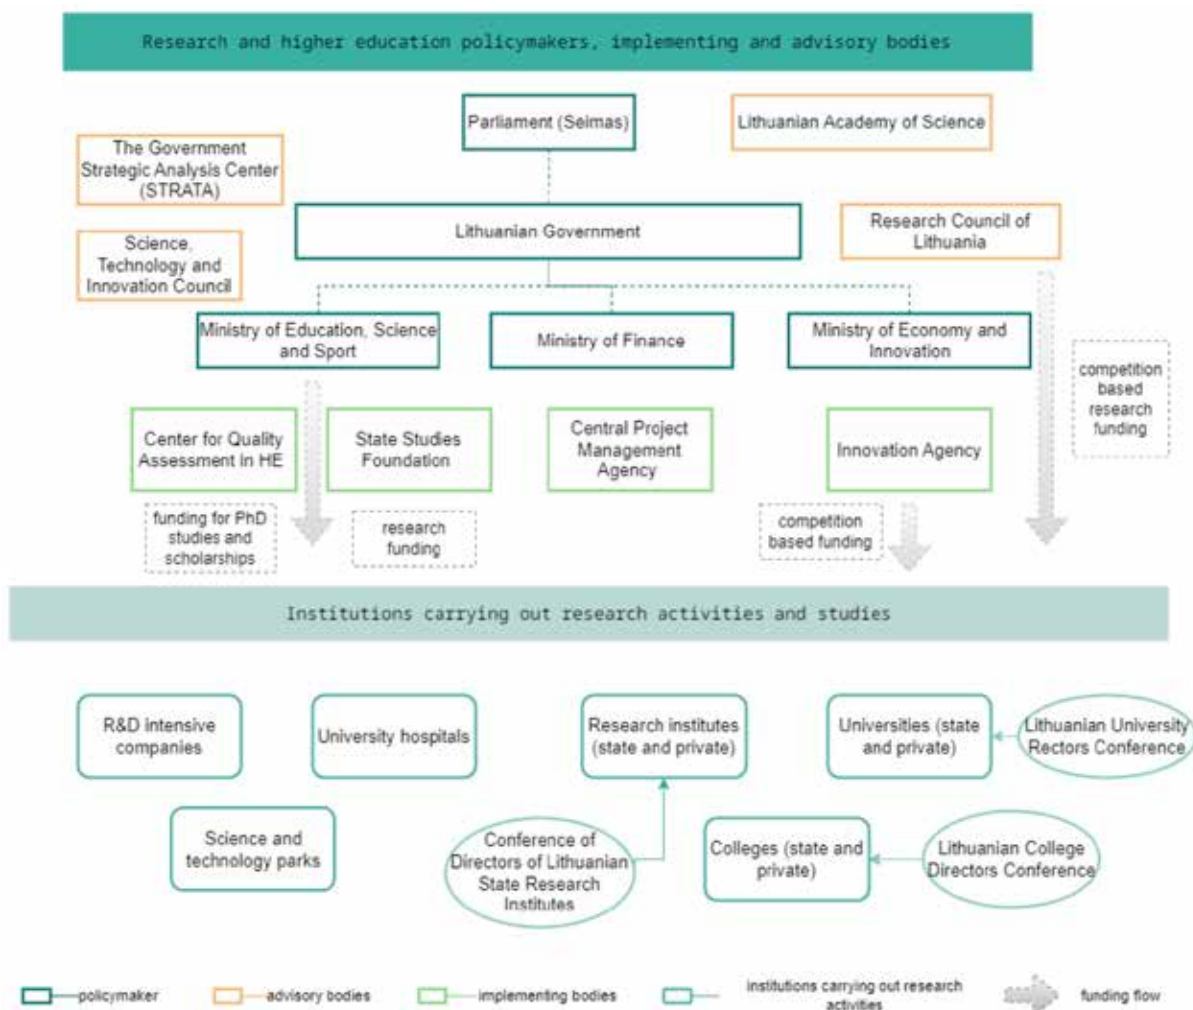 Research and higher education policymakers, implementing and advisory bodies
Parliament (Seimas)
Lithuanian Academy of Science
The Government
Strategic Analysis Center
(STRATA)
Lithuanian Government
Research Council of
Lithuania
Science,
Technology and
Innovation Council
Ministry of Education, Science
and Sport
Ministry of Finance
Ministry of Economy and
Innovation
competition
based
research
funding
Center for Quality
Assessment In HE
State Studies
Foundation
Central Project
Management
Agency
Innovation Agency
funding for PhD
studies and
scholarships
research
funding
competition
based funding
Institutions carrying out research activities and studies
R&D intensive
companies
University hospitals
Research institutes
(state and private)
Universities (state
and private)
Lithuanian University
Rectors Conference
Science and
technology parks
Conference of
Directors of Lithuanian
State Research
Institutes
Colleges (state and
private)
Lithuanian College
Directors Conference
policymaker
advisory bodies
implementing bodies
institutions carrying out research
activities
funding flow